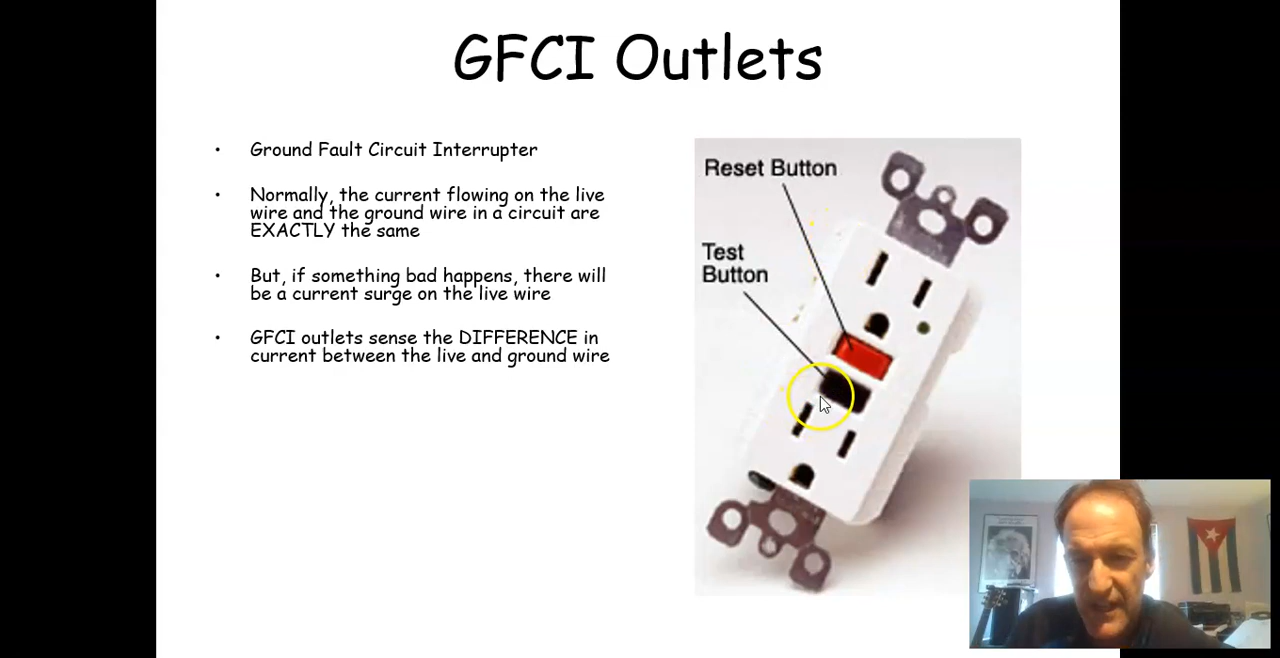 GFCI Outlets
• Ground Fault Circuit Interrupter
• Normally, the current flowing on the live
wire and the ground wire in a circuit are
EXACTLY the same
• But, if something bad happens, there will
be a current surge on the live wire
• GFCI outlets sense the DIFFERENCE in
current between the live and ground wire
Reset Button
Test
Button